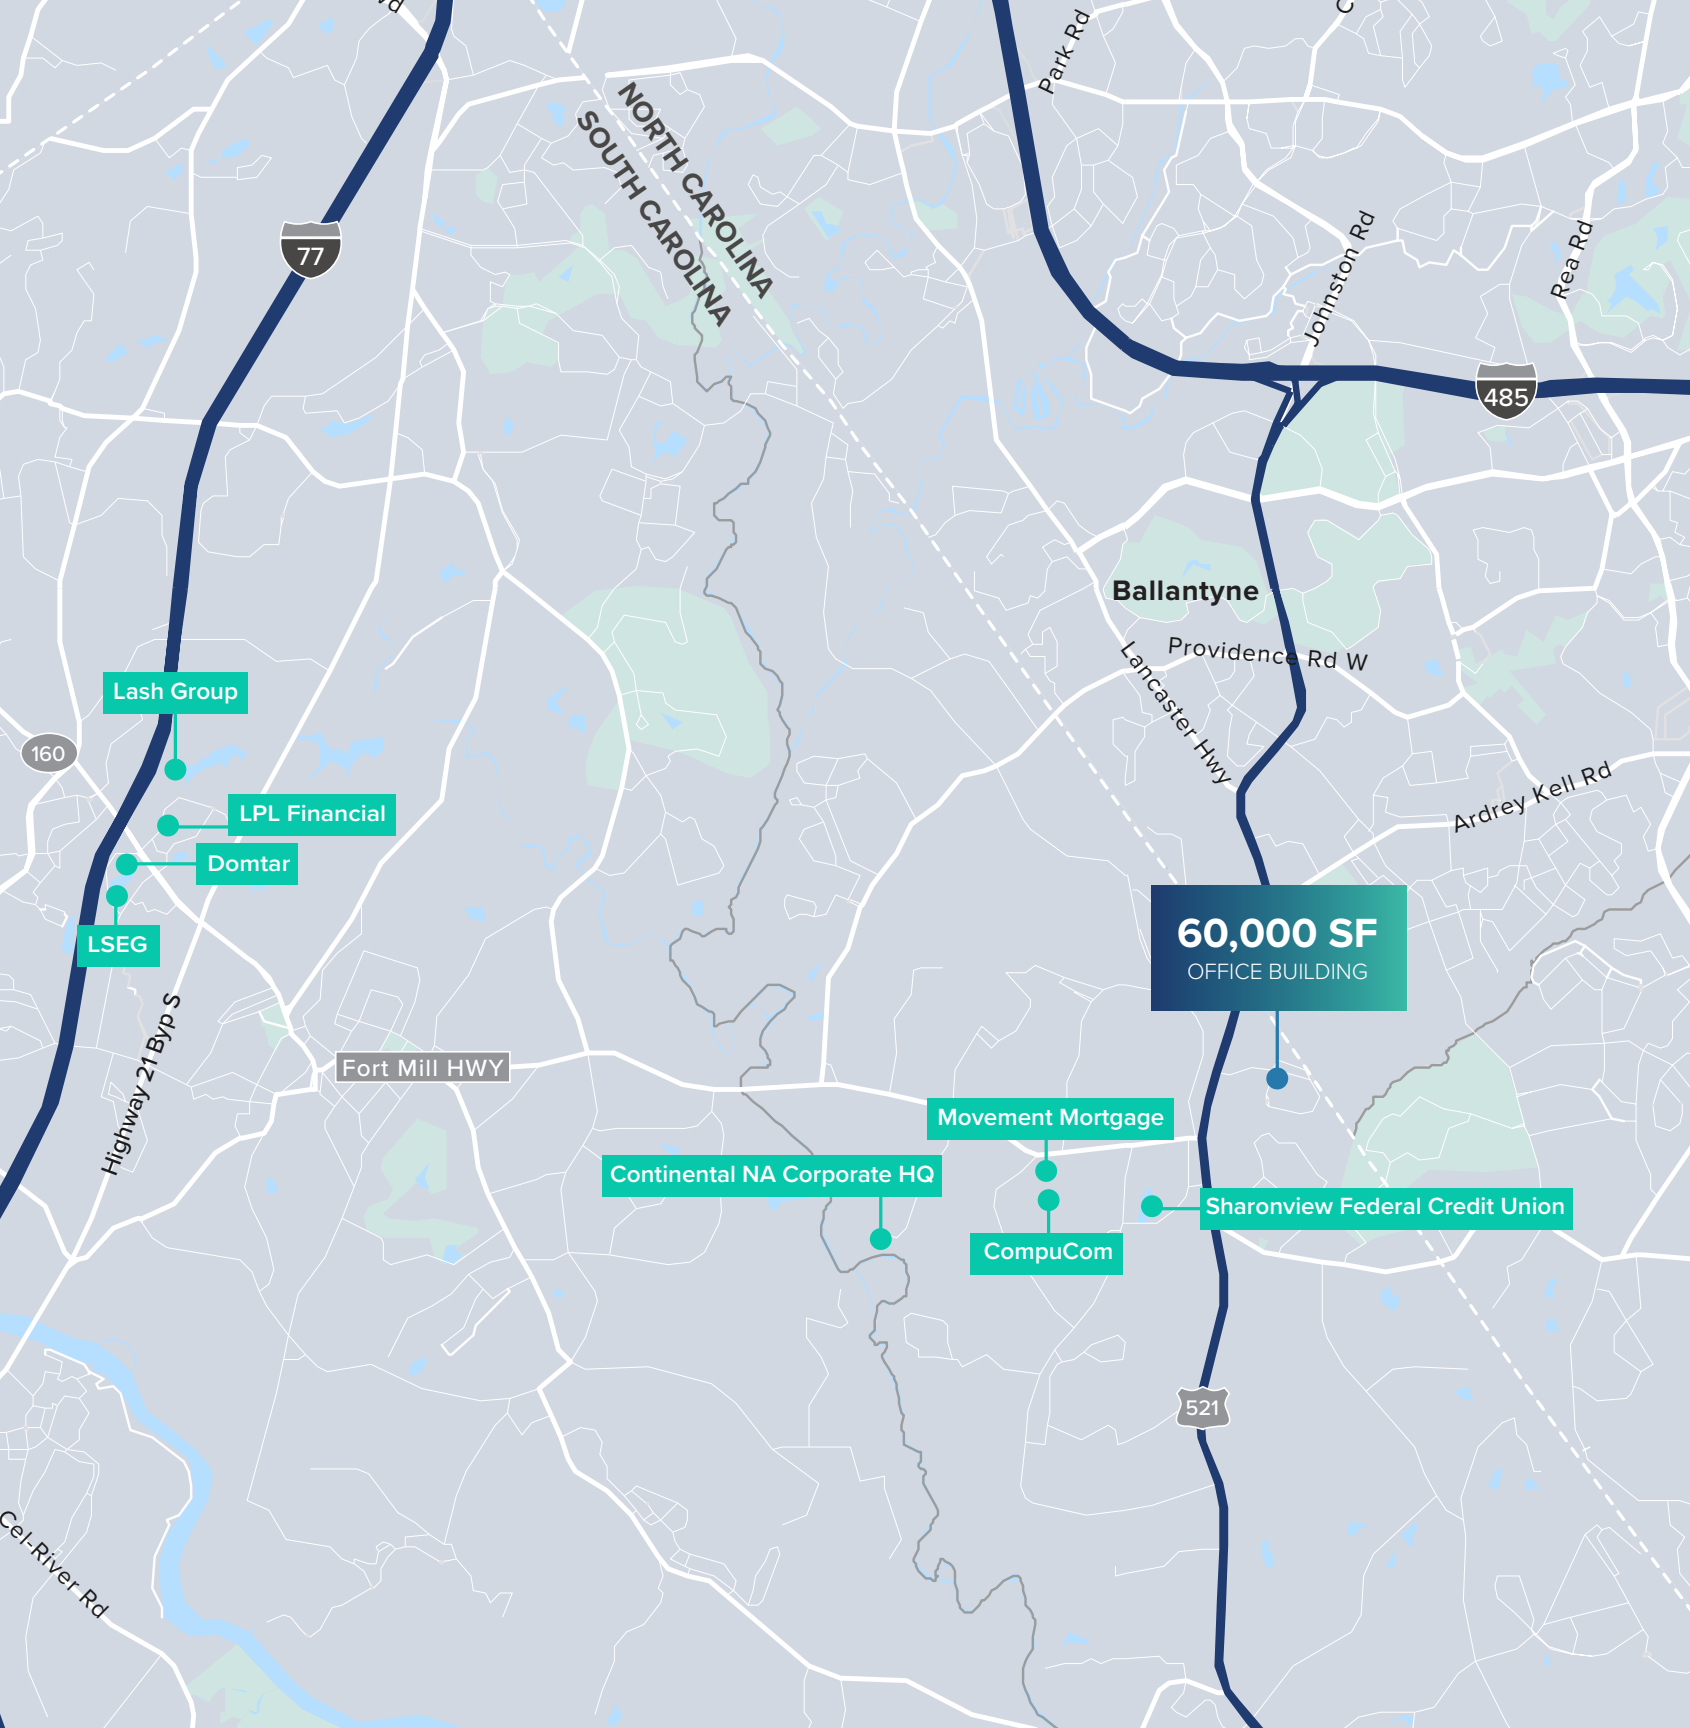 Park Rd
NORTH CAROLINA
SOUTH CAROLINA
77
Johnston Rd
Rea Rd
485
Ballantyne
Providence Rd W
Lancaster Hwy
Lash Group
160
LPL Financial
Ardrey Kell Rd
Domtar
LSEG
60,000 SF
OFFICE BUILDING
Highway 21 Byp S
Fort Mill HWY
Movement Mortgage
Continental NA Corporate HQ
Sharonview Federal Credit Union
CompuCom
521
Cel-River Rd